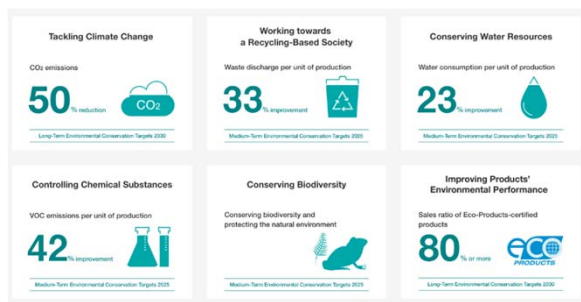 Tackling Climate Change
CO₂ emissions
50% reduction
CO₂
Long-Term Environmental Conservation Targets 2030
Working towards
a Recycling-Based Society
Waste discharge per unit of production
33% improvement
Medium-Term Environmental Conservation Targets 2025
Conserving Water Resources
Water consumption per unit of production
23% improvement
Medium-Term Environmental Conservation Targets 2025
Controlling Chemical Substances
VOC emissions per unit of production
42% improvement
Medium-Term Environmental Conservation Targets 2025
Conserving Biodiversity
Conserving biodiversity and
protecting the natural environment
Medium-Term Environmental Conservation Targets 2025
Improving Products'
Environmental Performance
Sales ratio of Eco-Products-certified
products
80% or more
eco
PRODUCTS
Long-Term Environmental Conservation Targets 2030